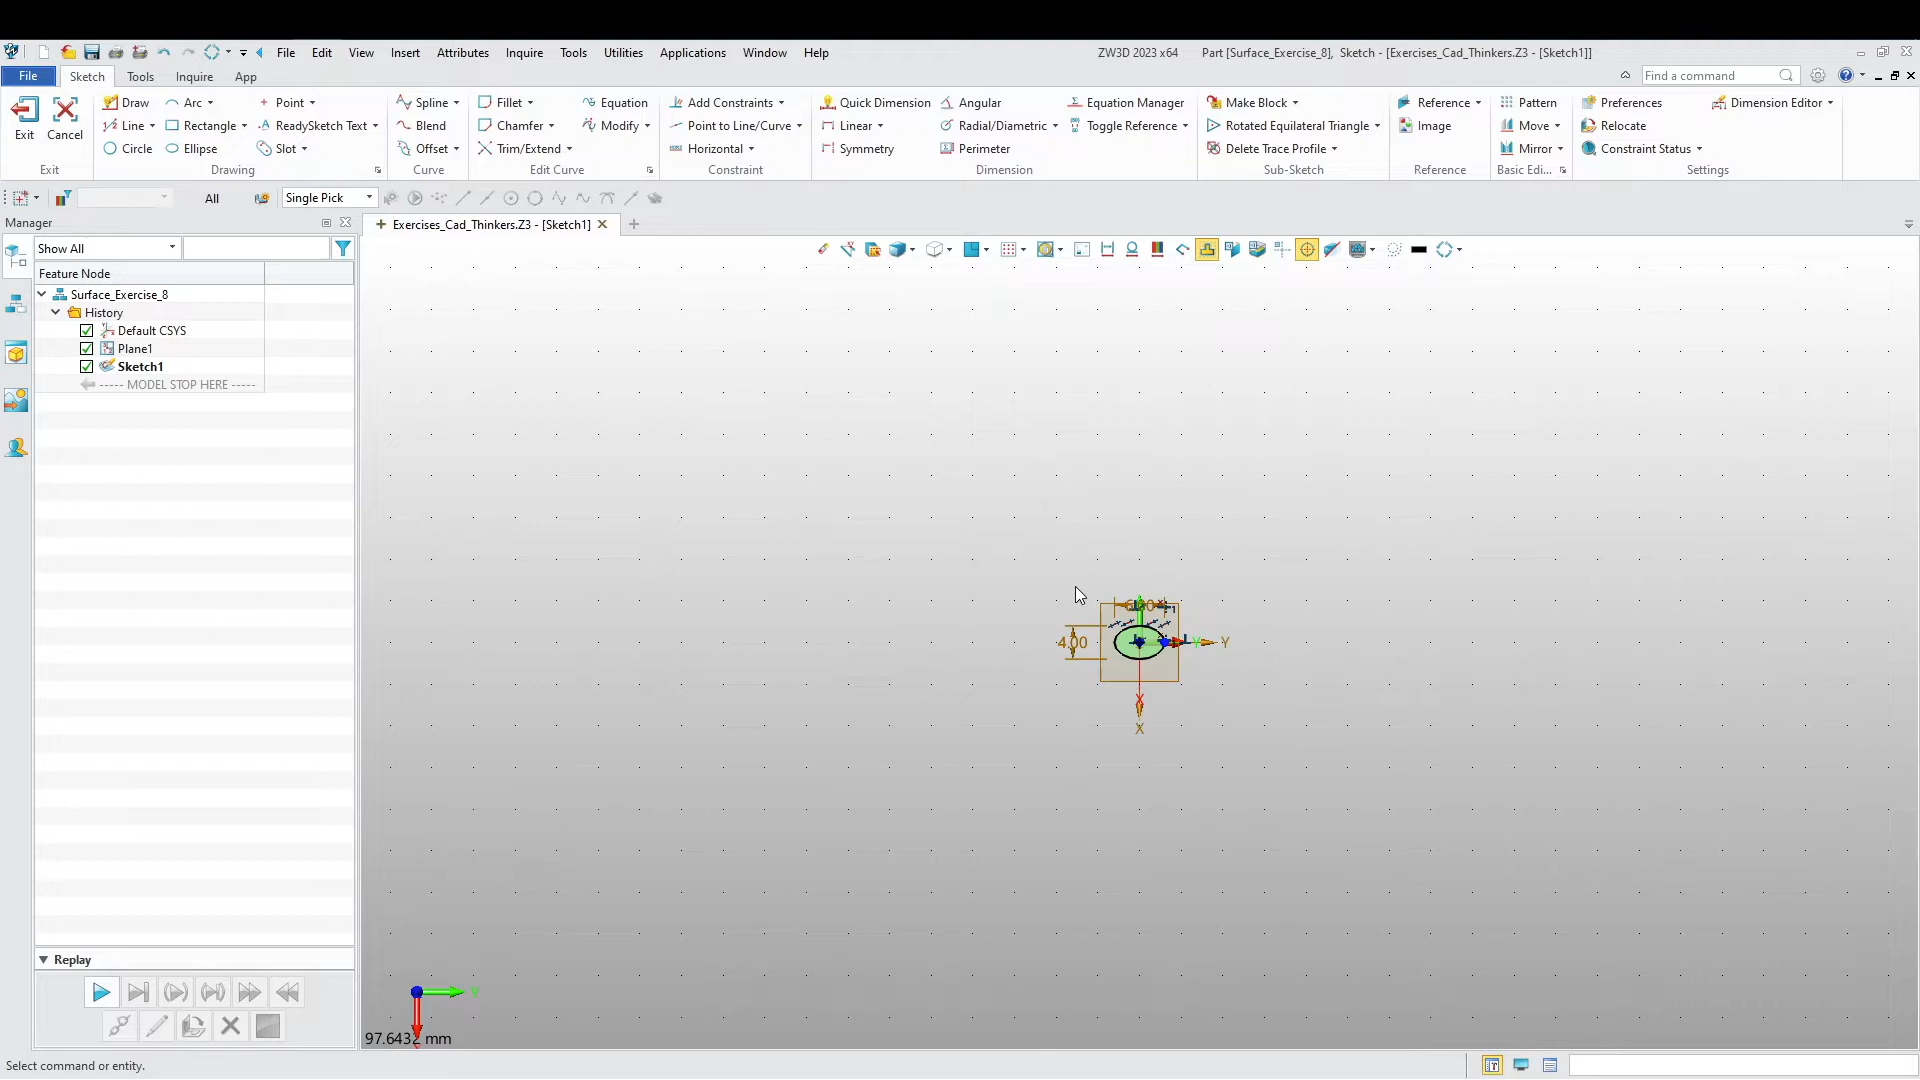 File Edit View Insert Attributes Inquire Tools Utilities Applications Window Help ZW3D 2023 x64 Part [Surface_Exercise_8], Sketch - [Exercises_Cad_Thinkers.Z3 - [Sketch1]]
File Sketch Tools Inquire App Find a command
Draw Arc Point Spline Fillet Equation Add Constraints Quick Dimension Angular Equation Manager Make Block Reference Pattern Preferences Dimension Editor
Exit Cancel Line Rectangle ReadySketch Text Blend Chamfer Modify Point to Line/Curve Linear Radial/Diametric Toggle Reference Rotated Equilateral Triangle Image Move Relocate
Circle Ellipse Slot Offset Trim/Extend Horizontal Symmetry Perimeter Delete Trace Profile Mirror Constraint Status
Exit Drawing Curve Edit Curve Constraint Dimension Sub-Sketch Reference Basic Edi... Settings
All Single Pick
Manager Exercises_Cad_Thinkers.Z3 - [Sketch1]
Show All
Feature Node
Surface_Exercise_8
History
Default CSYS
Plane1
Sketch1
----- MODEL STOP HERE -----
4.00
Y
Y
X
X
Replay
Y
97.6432 mm
Select command or entity.